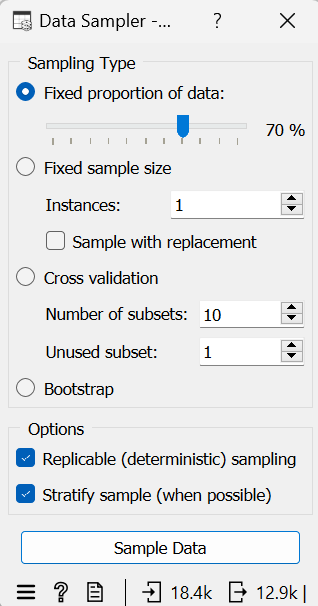 Data Sampler -... ?
Sampling Type
Fixed proportion of data:
70 %
Fixed sample size
Instances: 1
Sample with replacement
Cross validation
Number of subsets: 10
Unused subset: 1
Bootstrap
Options
Replicable (deterministic) sampling
Stratify sample (when possible)
Sample Data
? | 18.4k 12.9k |